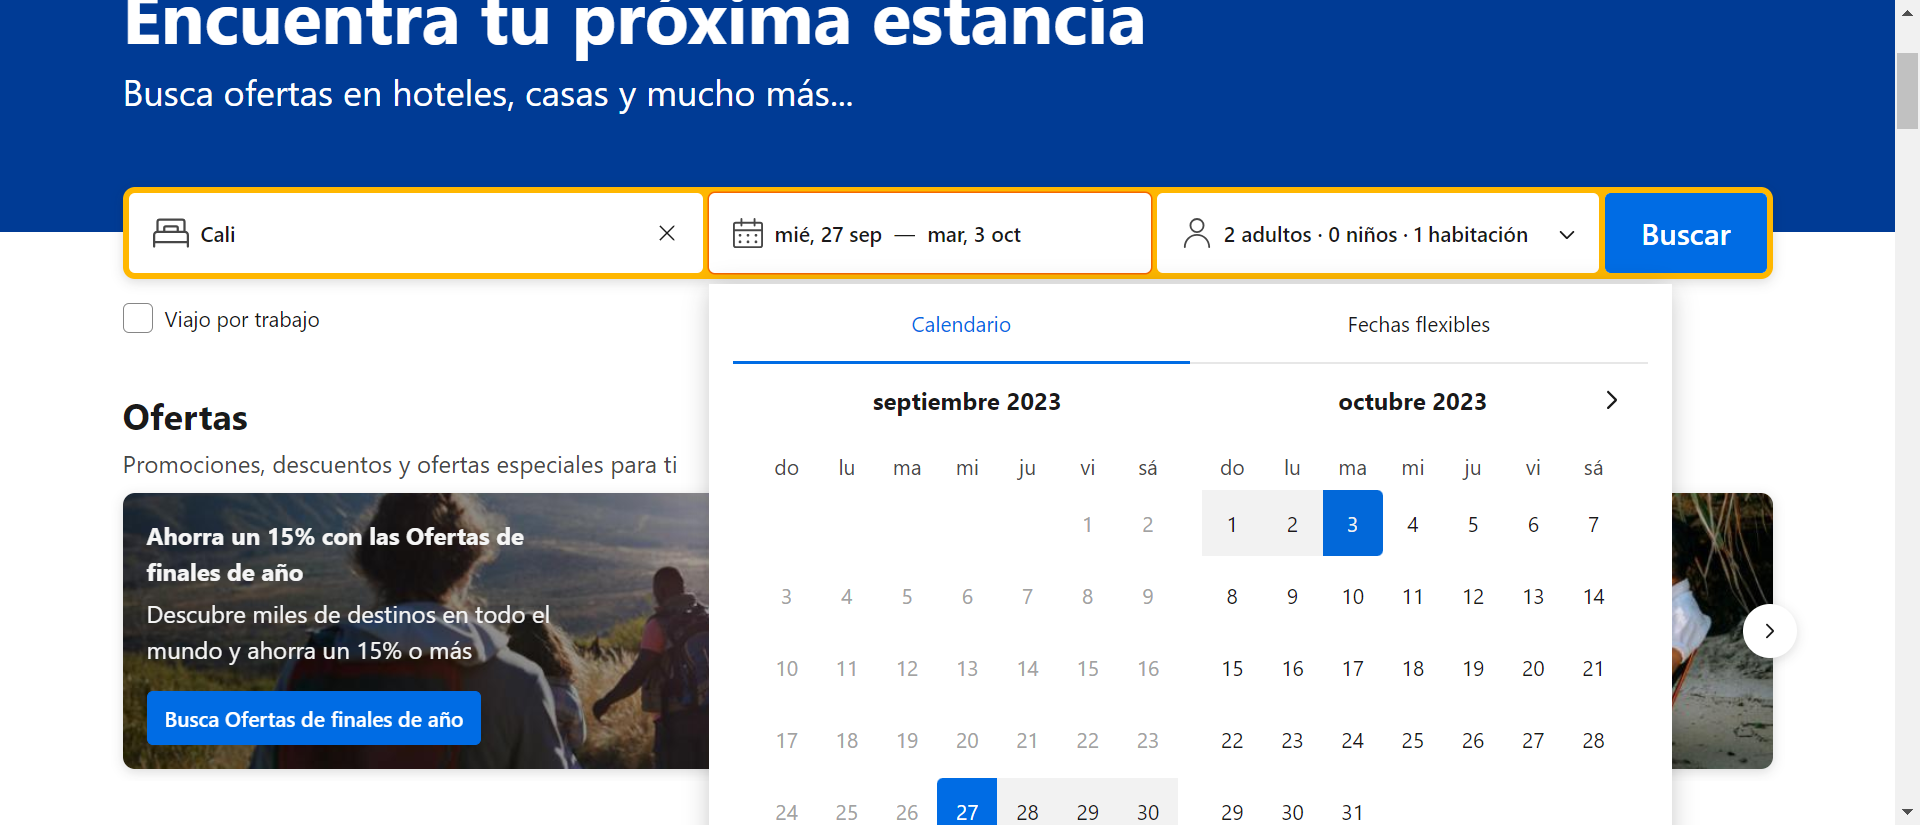 Encuentra tu próxima estancia
Busca ofertas en hoteles, casas y mucho más...
Cali
mié, 27 sep — mar, 3 oct
2 adultos · 0 niños · 1 habitación
Buscar
Viajo por trabajo
Calendario
Fechas flexibles
septiembre 2023
do lu ma mi ju vi sá
1 2
3 4 5 6 7 8 9
10 11 12 13 14 15 16
17 18 19 20 21 22 23
24 25 26 27 28 29 30
octubre 2023
do lu ma mi ju vi sá
1 2 3 4 5 6 7
8 9 10 11 12 13 14
15 16 17 18 19 20 21
22 23 24 25 26 27 28
29 30 31
Ofertas
Promociones, descuentos y ofertas especiales para ti
Ahorra un 15% con las Ofertas de
finales de año
Descubre miles de destinos en todo el
mundo y ahorra un 15% o más
Busca Ofertas de finales de año